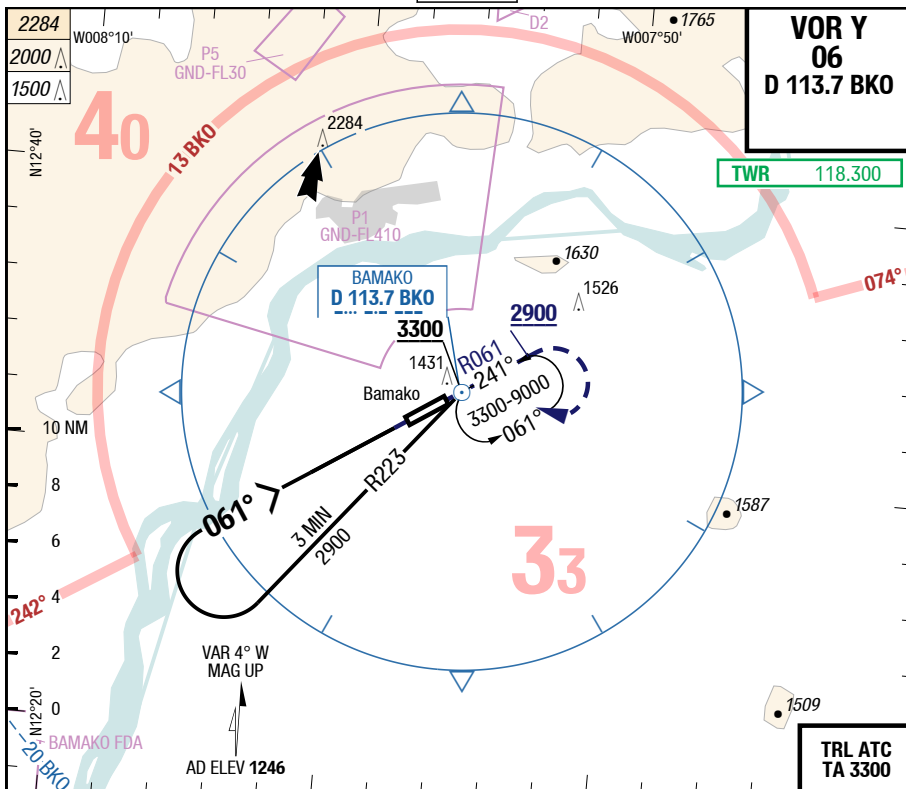 2284
2000
1500
W008°10'
P5
GND-FL30
D2
1765
W007°50'
VOR Y
06
D 113.7 BKO
TWR 118.300
40
13 BKO
N12°40'
2284
P1
GND-FL410
1630
1526
074°
BAMAKO
D 113.7 BKO
3300
2900
1431
R061
241°
Bamako
3300-9000
061°
10 NM
8
6
4
2
0
R223
061°
3 MIN
2900
1587
33
242°
VAR 4° W
MAG UP
N12°20'
1509
BAMAKO FDA
20 BKO
AD ELEV 1246
TRL ATC
TA 3300